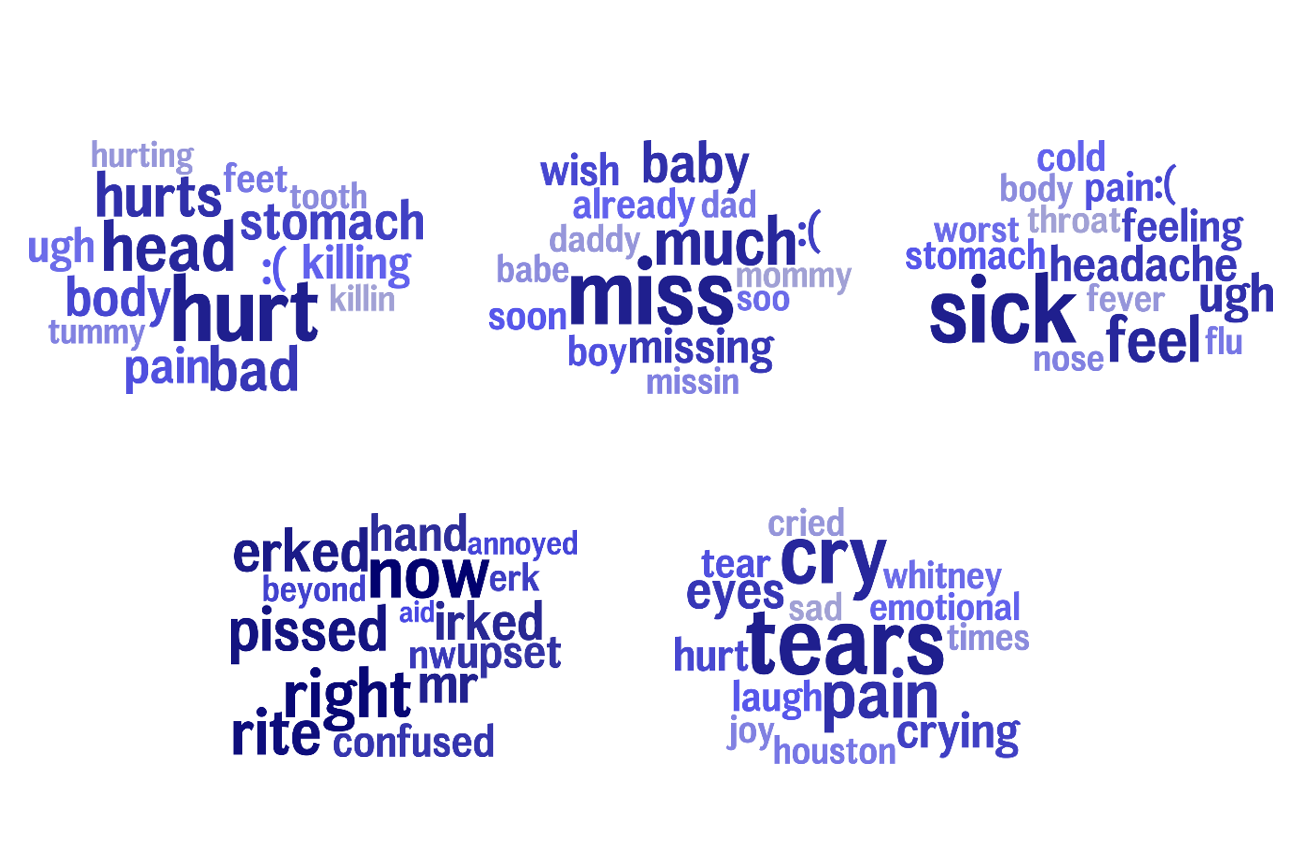 hurting
feet
hurts
tooth
stomach
ugh head
:( killing
body hurt killin
tummy
pain bad
wish baby
already dad
daddy much:(
babe miss mommy
soon soo
boy missing
missin
cold
body pain:(
worst throat feeling
stomach headache
sick fever ugh
feel flu
nose
hand
erked annoyed
beyond now erk
aid irked
pissed
nw upset
right mr
rite confused
cried
tear cry whitney
eyes sad emotional
tears times
hurt
laugh pain
joy crying
houston